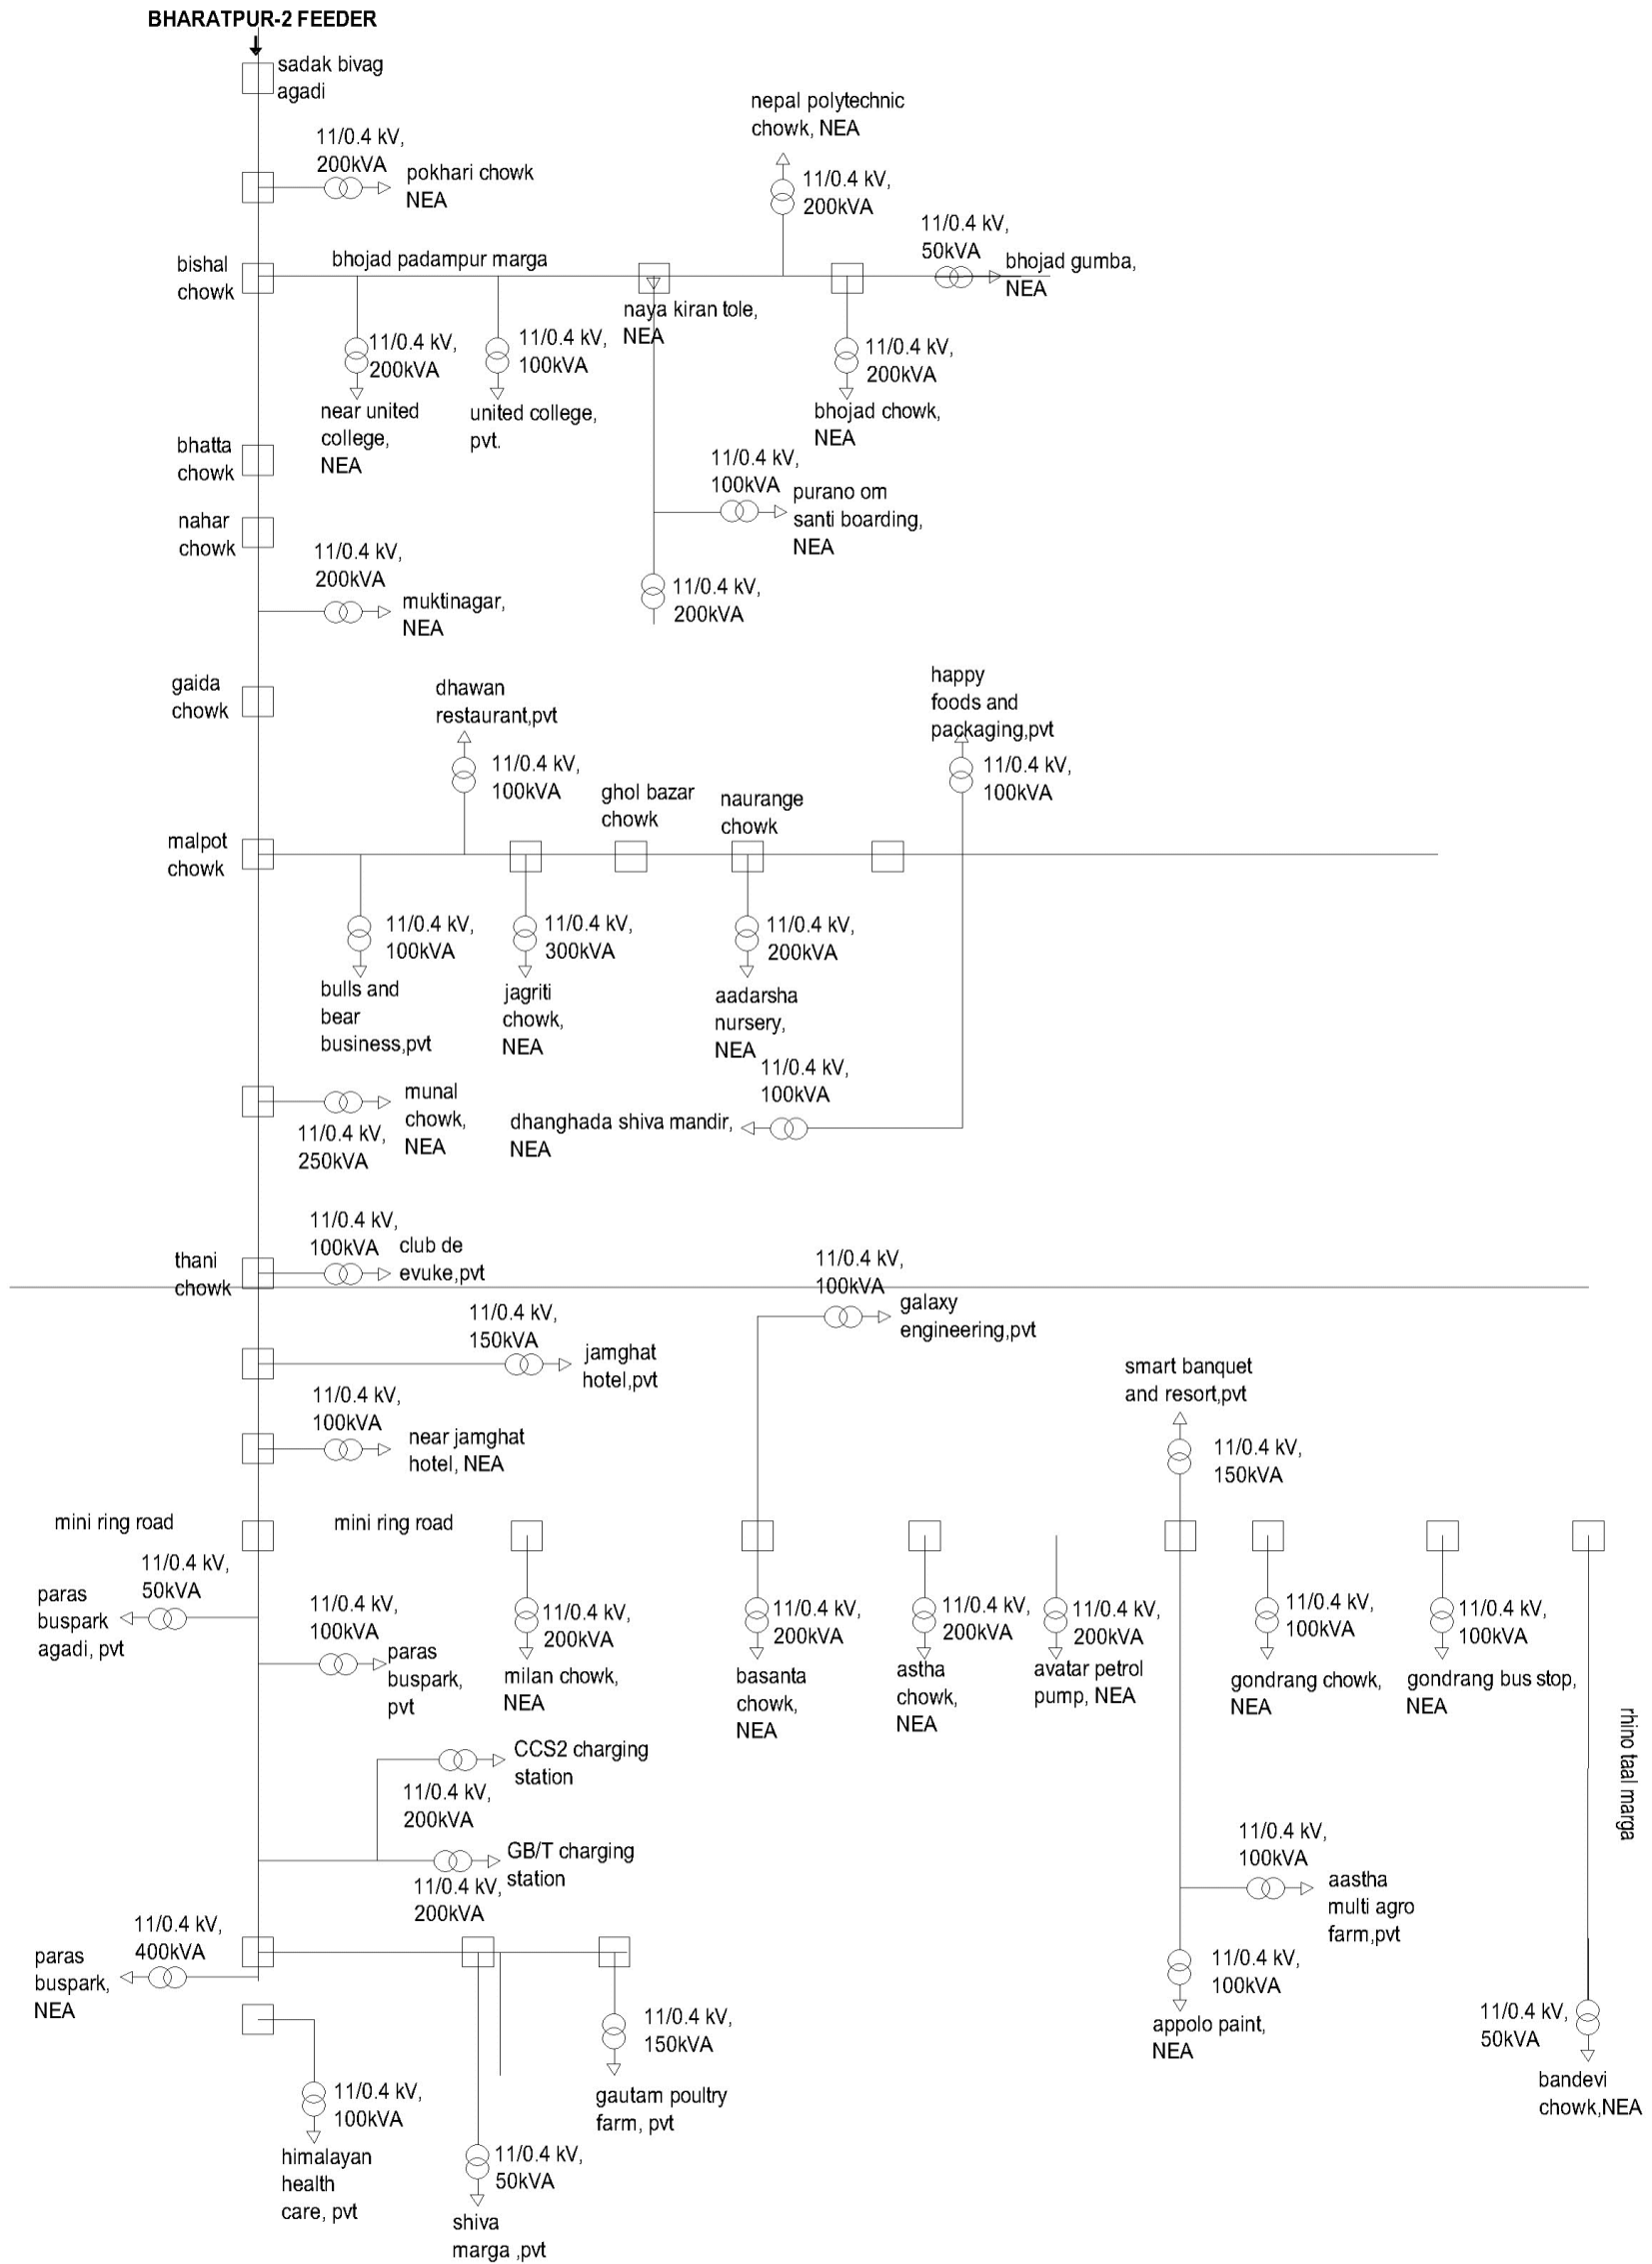 BHARATPUR-2 FEEDER
sadak bivag
agadi
11/0.4 kV,
200kVA
pokhari chowk
NEA
nepal polytechnic
chowk, NEA
11/0.4 kV,
200kVA
11/0.4 kV,
50kVA
bhojad gumba,
NEA
bishal
chowk
bhojad padampur marga
naya kiran tole,
NEA
11/0.4 kV,
200kVA
near united
college,
NEA
11/0.4 kV,
100kVA
united college,
pvt.
11/0.4 kV,
200kVA
bhojad chowk,
NEA
bhatta
chowk
11/0.4 kV,
100kVA
purano om
santi boarding,
NEA
nahar
chowk
11/0.4 kV,
200kVA
muktinagar,
NEA
11/0.4 kV,
200kVA
gaida
chowk
dhawan
restaurant,pvt
11/0.4 kV,
100kVA
happy
foods and
packaging,pvt
11/0.4 kV,
100kVA
ghol bazar
chowk
naurange
chowk
malpot
chowk
11/0.4 kV,
100kVA
bulls and
bear
business,pvt
11/0.4 kV,
300kVA
jagriti
chowk,
NEA
11/0.4 kV,
200kVA
aadarsha
nursery,
NEA
11/0.4 kV,
100kVA
dhanghada shiva mandir,
NEA
munal
chowk,
NEA
11/0.4 kV,
250kVA
11/0.4 kV,
100kVA
club de
evuke,pvt
thani
chowk
11/0.4 kV,
100kVA
galaxy
engineering,pvt
11/0.4 kV,
150kVA
jamghat
hotel,pvt
11/0.4 kV,
100kVA
near jamghat
hotel, NEA
smart banquet
and resort,pvt
11/0.4 kV,
150kVA
mini ring road
mini ring road
11/0.4 kV,
50kVA
paras
buspark
agadi, pvt
11/0.4 kV,
100kVA
paras
buspark,
pvt
11/0.4 kV,
200kVA
milan chowk,
NEA
11/0.4 kV,
200kVA
basanta
chowk,
NEA
11/0.4 kV,
200kVA
astha
chowk,
NEA
11/0.4 kV,
200kVA
avatar petrol
pump, NEA
11/0.4 kV,
100kVA
gondrang chowk,
NEA
11/0.4 kV,
100kVA
gondrang bus stop,
NEA
rhino taal marga
CCS2 charging
station
11/0.4 kV,
200kVA
GB/T charging
station
11/0.4 kV,
200kVA
11/0.4 kV,
100kVA
aastha
multi agro
farm,pvt
11/0.4 kV,
400kVA
paras
buspark,
NEA
11/0.4 kV,
100kVA
appolo paint,
NEA
11/0.4 kV,
50kVA
bandevi
chowk,NEA
11/0.4 kV,
150kVA
gautam poultry
farm, pvt
11/0.4 kV,
100kVA
himalayan
health
care, pvt
11/0.4 kV,
50kVA
shiva
marga ,pvt